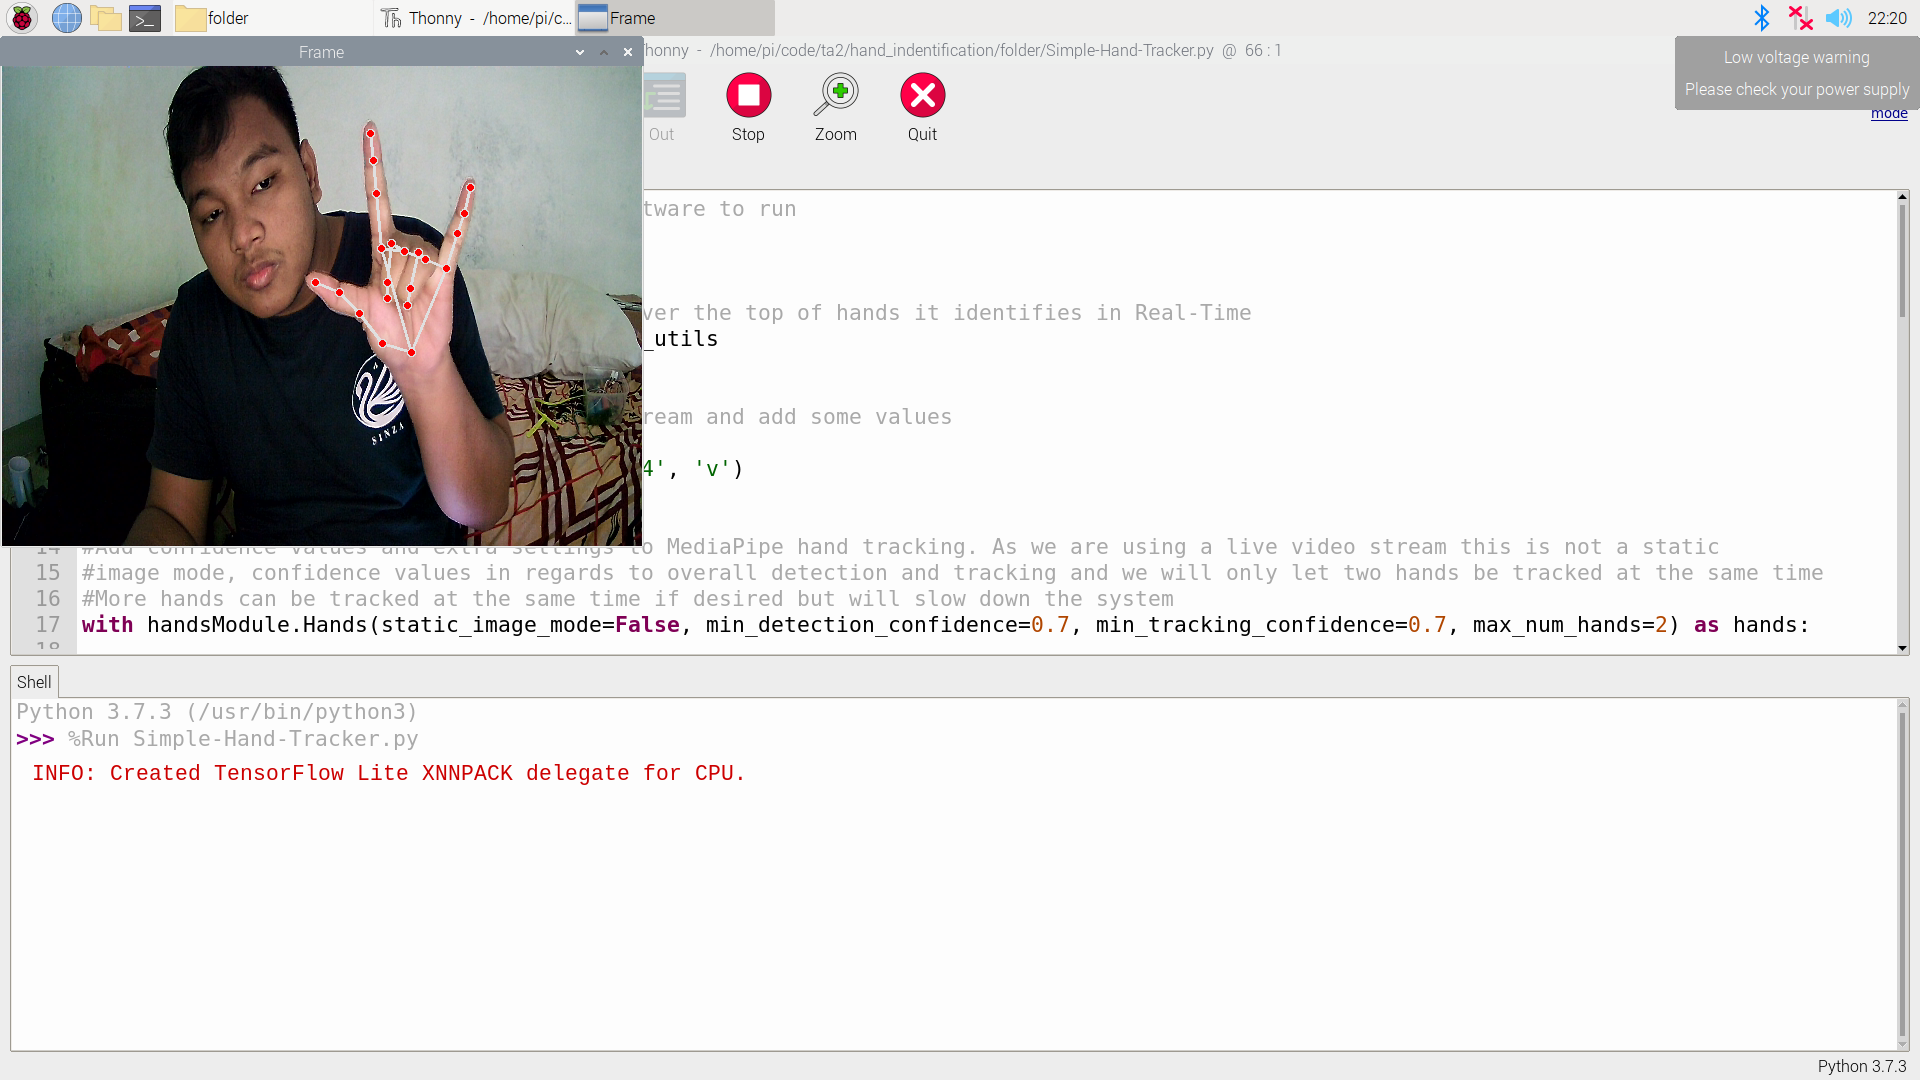 folder
Thonny - /home/pi/c...
Frame
22:20
Frame
Thonny - /home/pi/code/ta2/hand_indentification/folder/Simple-Hand-Tracker.py @ 66 : 1
Low voltage warning
Please check your power supply
mode
Out
Stop
Zoom
Quit
tware to run
ver the top of hands it identifies in Real-Time
_utils
ream and add some values
4', 'v')
SINZA
14 #Add confidence values and extra settings to MediaPipe hand tracking. As we are using a live video stream this is not a static
15 #image mode, confidence values in regards to overall detection and tracking and we will only let two hands be tracked at the same time
16 #More hands can be tracked at the same time if desired but will slow down the system
17 with handsModule.Hands(static_image_mode=False, min_detection_confidence=0.7, min_tracking_confidence=0.7, max_num_hands=2) as hands:
18
Shell
Python 3.7.3 (/usr/bin/python3)
>>> %Run Simple-Hand-Tracker.py
INFO: Created TensorFlow Lite XNNPACK delegate for CPU.
Python 3.7.3